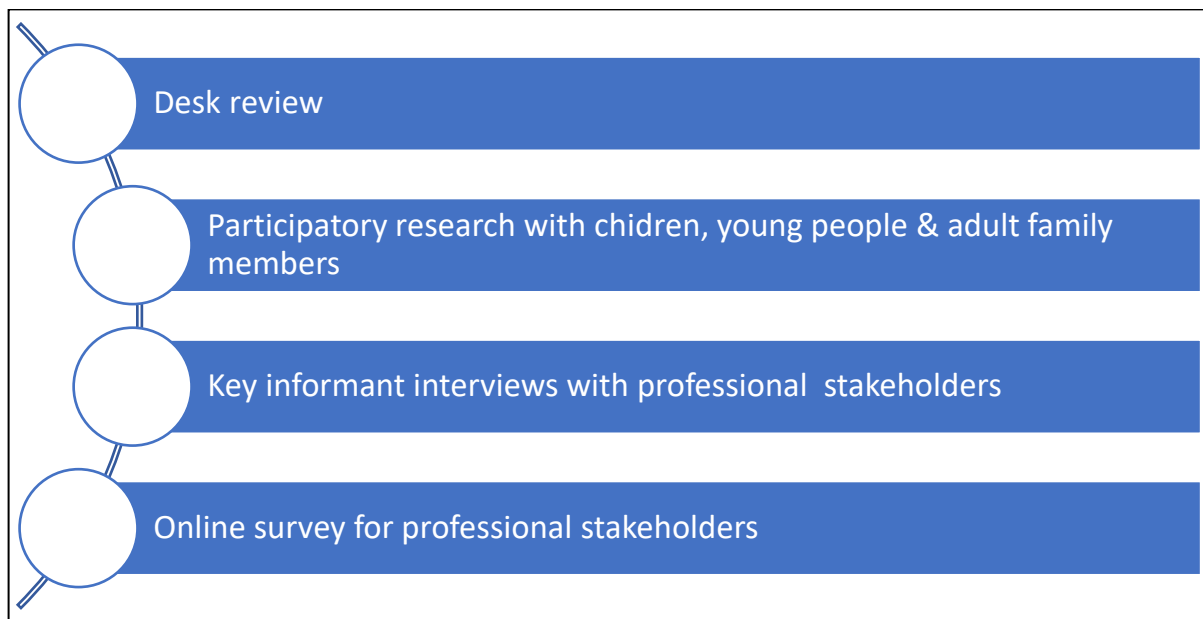 Desk review
Participatory research with chidren, young people & adult family
members
Key informant interviews with professional  stakeholders
Online survey for professional stakeholders